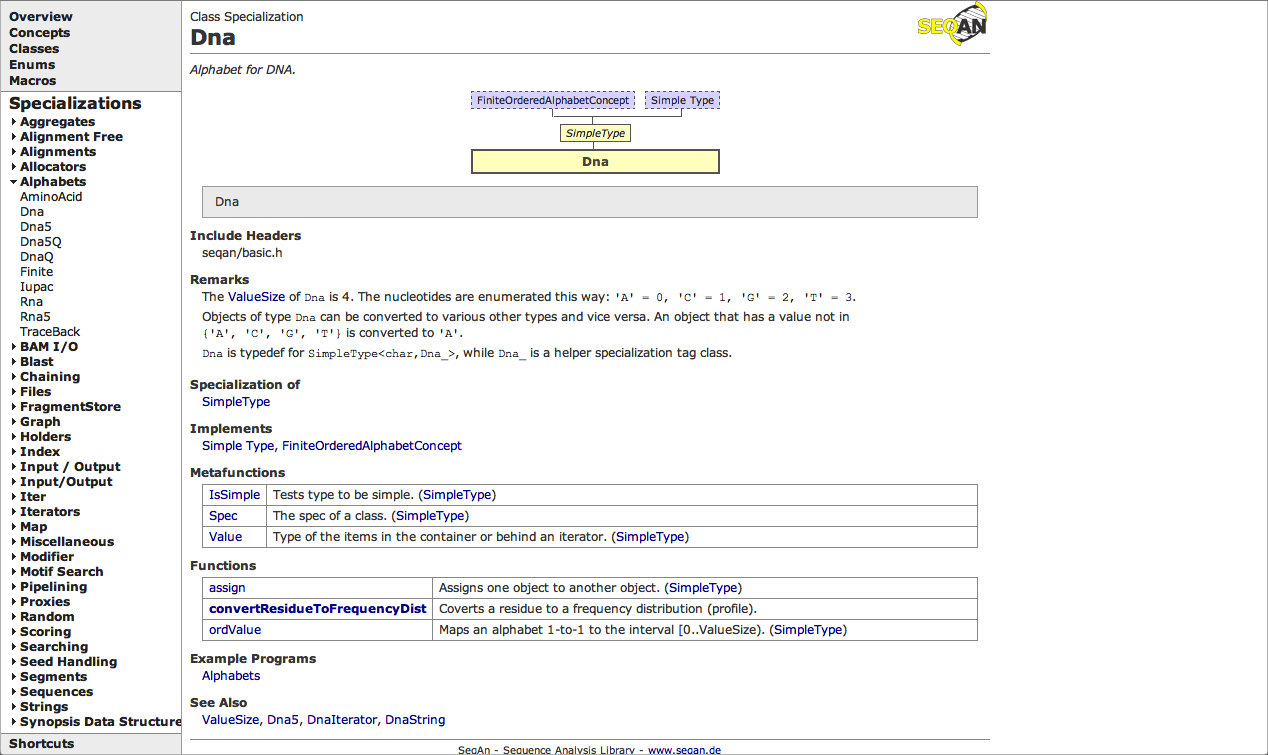 Overview
Concepts
Classes
Enums
Macros
Specializations
Aggregates
Alignment Free
Alignments
Allocators
Alphabets
AminoAcid
Dna
Dna5
Dna5Q
DnaQ
Finite
Iupac
Rna
Rna5
TraceBack
BAM I/O
Blast
Chaining
Files
FragmentStore
Graph
Holders
Index
Input / Output
Input/Output
Iter
Iterators
Map
Miscellaneous
Modifier
Motif Search
Pipelining
Proxies
Random
Scoring
Searching
Seed Handling
Segments
Sequences
Strings
Synopsis Data Structure
Shortcuts
Class Specialization
SEQAN
Dna
Alphabet for DNA.
FiniteOrderedAlphabetConcept Simple Type
SimpleType
Dna
Dna
Include Headers
seqan/basic.h
Remarks
The ValueSize of Dna is 4. The nucleotides are enumerated this way: 'A' = 0, 'C' = 1, 'G' = 2, 'T' = 3.
Objects of type Dna can be converted to various other types and vice versa. An object that has a value not in
{'A', 'C', 'G', 'T'} is converted to 'A'.
Dna is typedef for SimpleType<char,Dna_>, while Dna_ is a helper specialization tag class.
Specialization of
SimpleType
Implements
Simple Type, FiniteOrderedAlphabetConcept
Metafunctions
IsSimple Tests type to be simple. (SimpleType)
Spec The spec of a class. (SimpleType)
Value Type of the items in the container or behind an iterator. (SimpleType)
Functions
assign Assigns one object to another object. (SimpleType)
convertResidueToFrequencyDist Coverts a residue to a frequency distribution (profile).
ordValue Maps an alphabet 1-to-1 to the interval [0..ValueSize). (SimpleType)
Example Programs
Alphabets
See Also
ValueSize, Dna5, DnaIterator, DnaString
SeqAn - Sequence Analysis Library - www.seqan.de